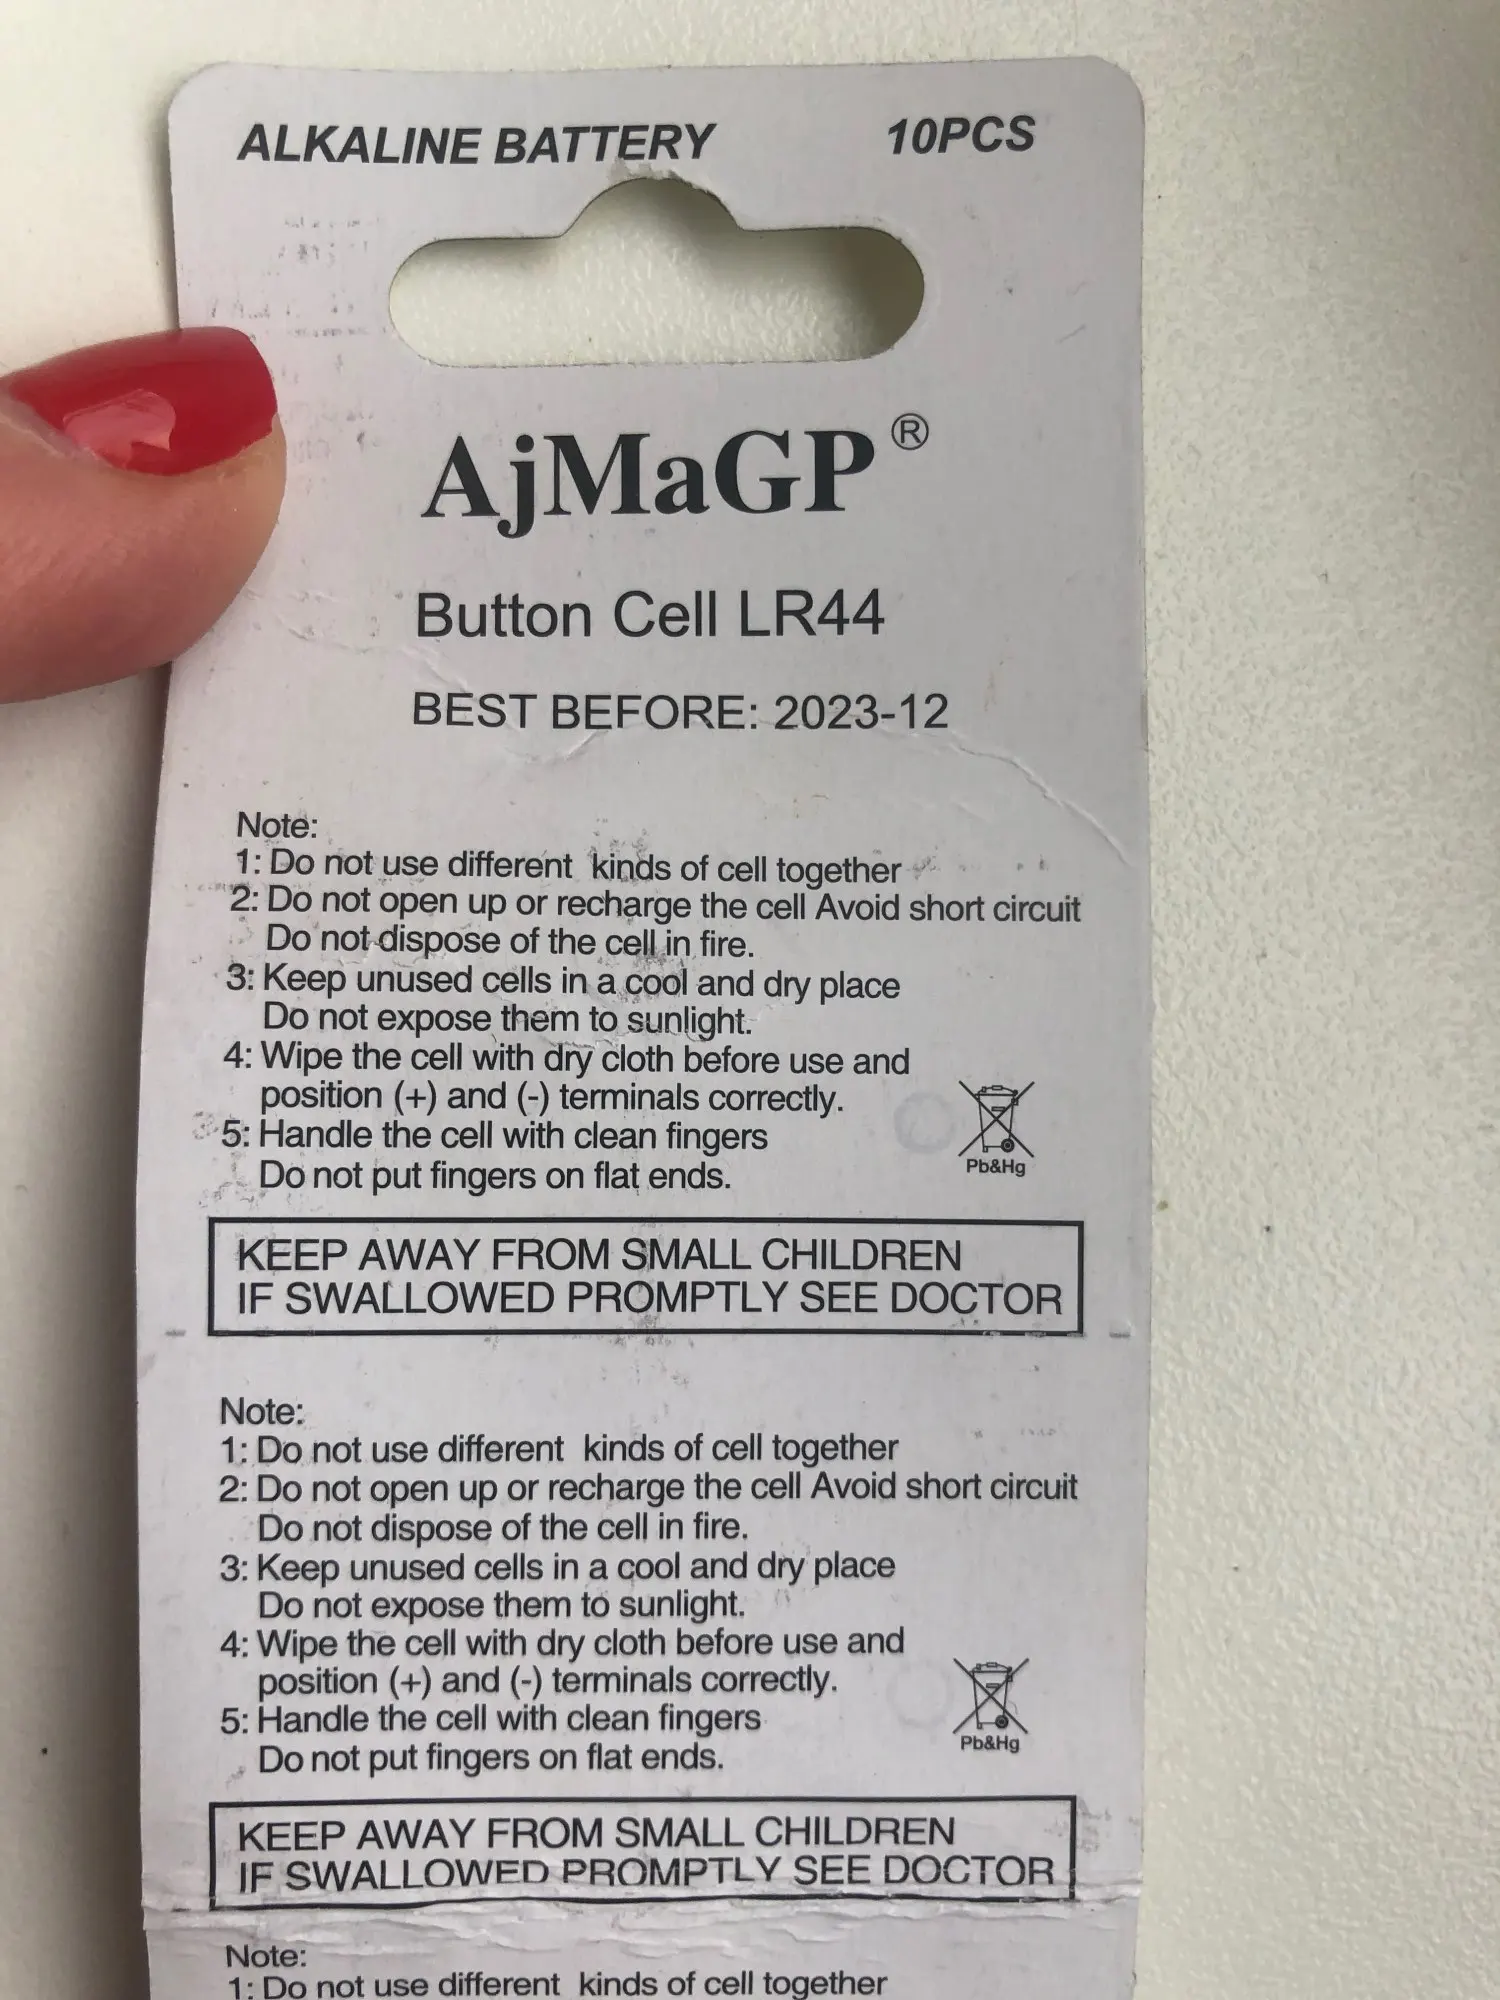 ALKALINE BATTERY 10PCS
AjMaGP®
Button Cell LR44
BEST BEFORE: 2023-12
Note:
1: Do not use different kinds of cell together
2: Do not open up or recharge the cell Avoid short circuit
Do not dispose of the cell in fire.
3: Keep unused cells in a cool and dry place
Do not expose them to sunlight.
4: Wipe the cell with dry cloth before use and
position (+) and (-) terminals correctly.
5: Handle the cell with clean fingers
Do not put fingers on flat ends.
Pb&Hg
KEEP AWAY FROM SMALL CHILDREN
IF SWALLOWED PROMPTLY SEE DOCTOR
Note:
1: Do not use different kinds of cell together
2: Do not open up or recharge the cell Avoid short circuit
Do not dispose of the cell in fire.
3: Keep unused cells in a cool and dry place
Do not expose them to sunlight.
4: Wipe the cell with dry cloth before use and
position (+) and (-) terminals correctly.
5: Handle the cell with clean fingers
Do not put fingers on flat ends.
Pb&Hg
KEEP AWAY FROM SMALL CHILDREN
IF SWALLOWED PROMPTLY SEE DOCTOR
Note:
1: Do not use different kinds of cell together